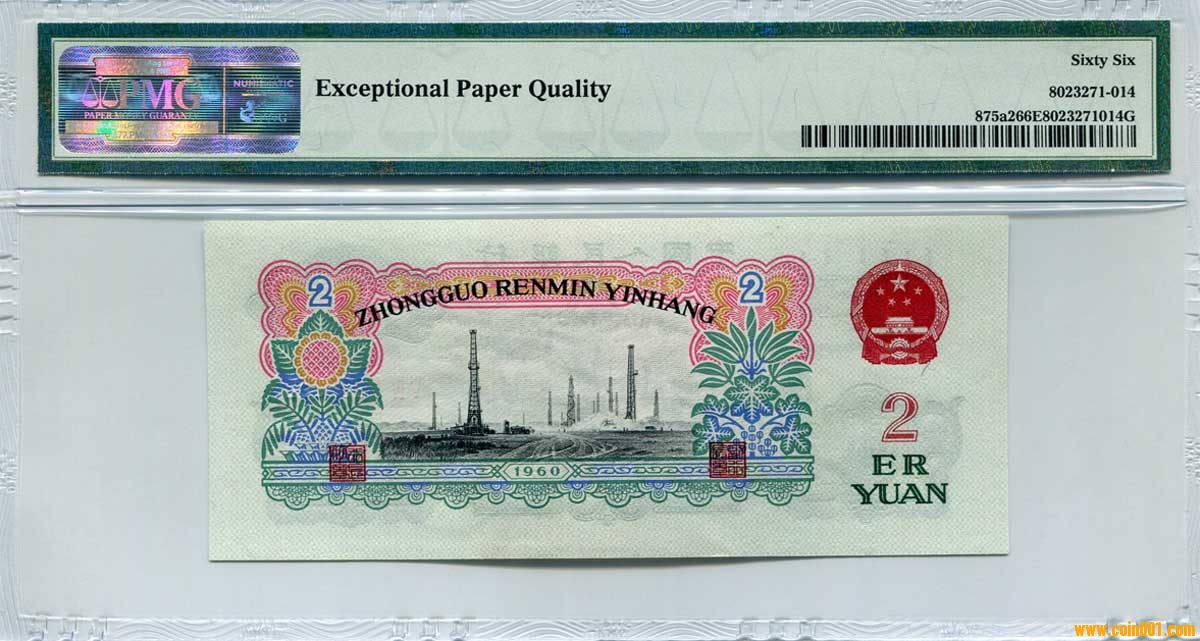 PMG
PAPER MONEY GUARANTY
NUMISMATIC
Exceptional Paper Quality
Sixty Six
8023271-014
875a266E8023271014G
2
2
ZHONGGUO RENMIN YINHANG
1960
2
ER
YUAN
www.coin001.com